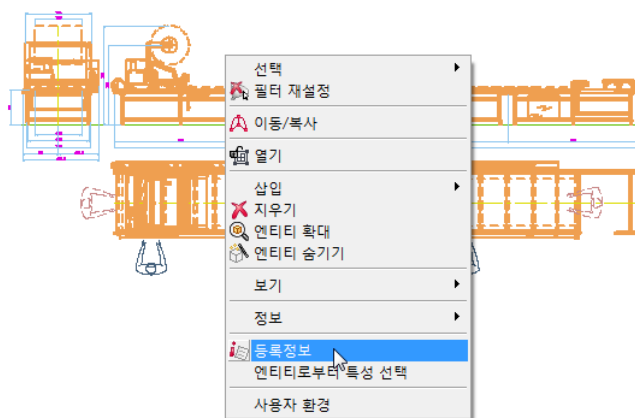 선택
필터 재설정
이동/복사
열기
삽입
지우기
엔티티 확대
엔티티 숨기기
보기
정보
등록정보
엔티티로부터 특성 선택
사용자 환경